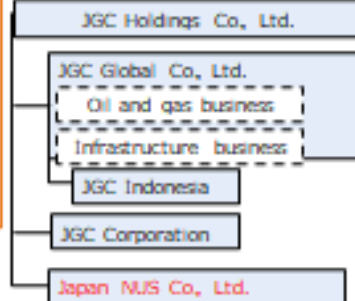 JGC Holdings Co., Ltd.
JGC Global Co., Ltd.
Oil and gas business
Infrastructure business
JGC Indonesia
JGC Corporation
Japan NUS Co., Ltd.